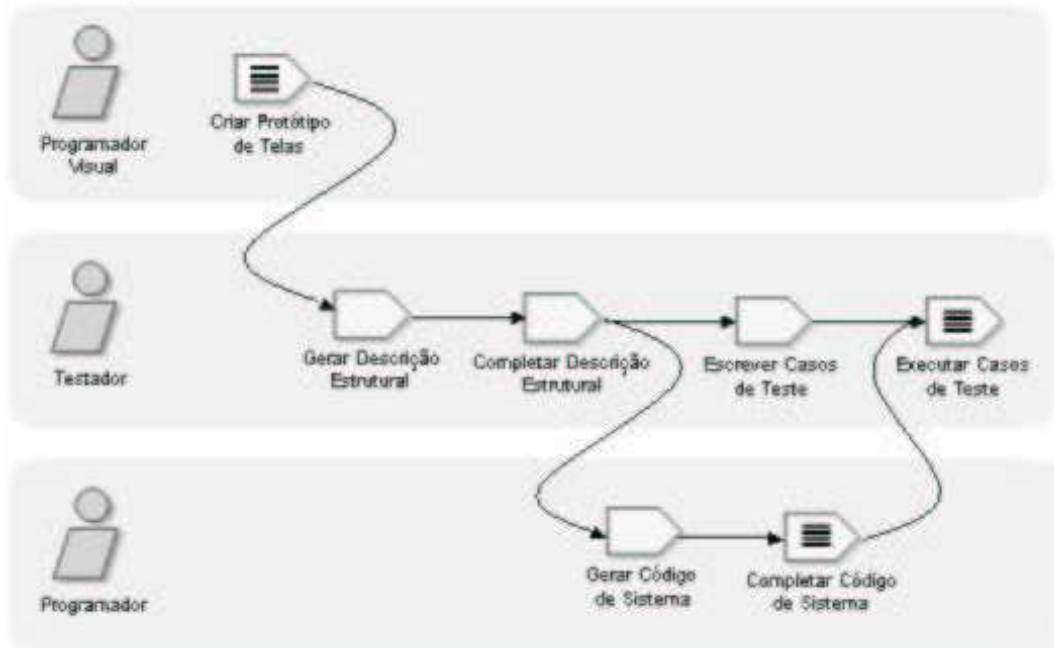 Programador
Visual
Criar Protótipo
de Telas
Testador
Gerar Descrição
Estrutural
Completar Descrição
Estrutural
Escrever Casos
de Teste
Executar Casos
de Teste
Programador
Gerar Código
de Sistema
Completar Código
de Sistema